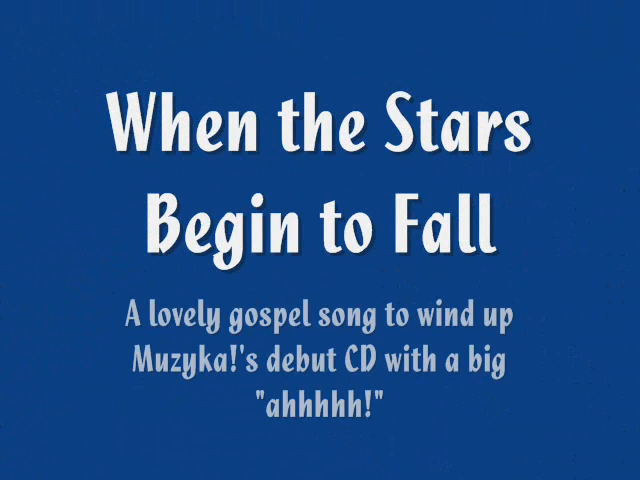 When the Stars
Begin to Fall
A lovely gospel song to wind up
Muzyka!'s debut CD with a big
"ahhhhh!"